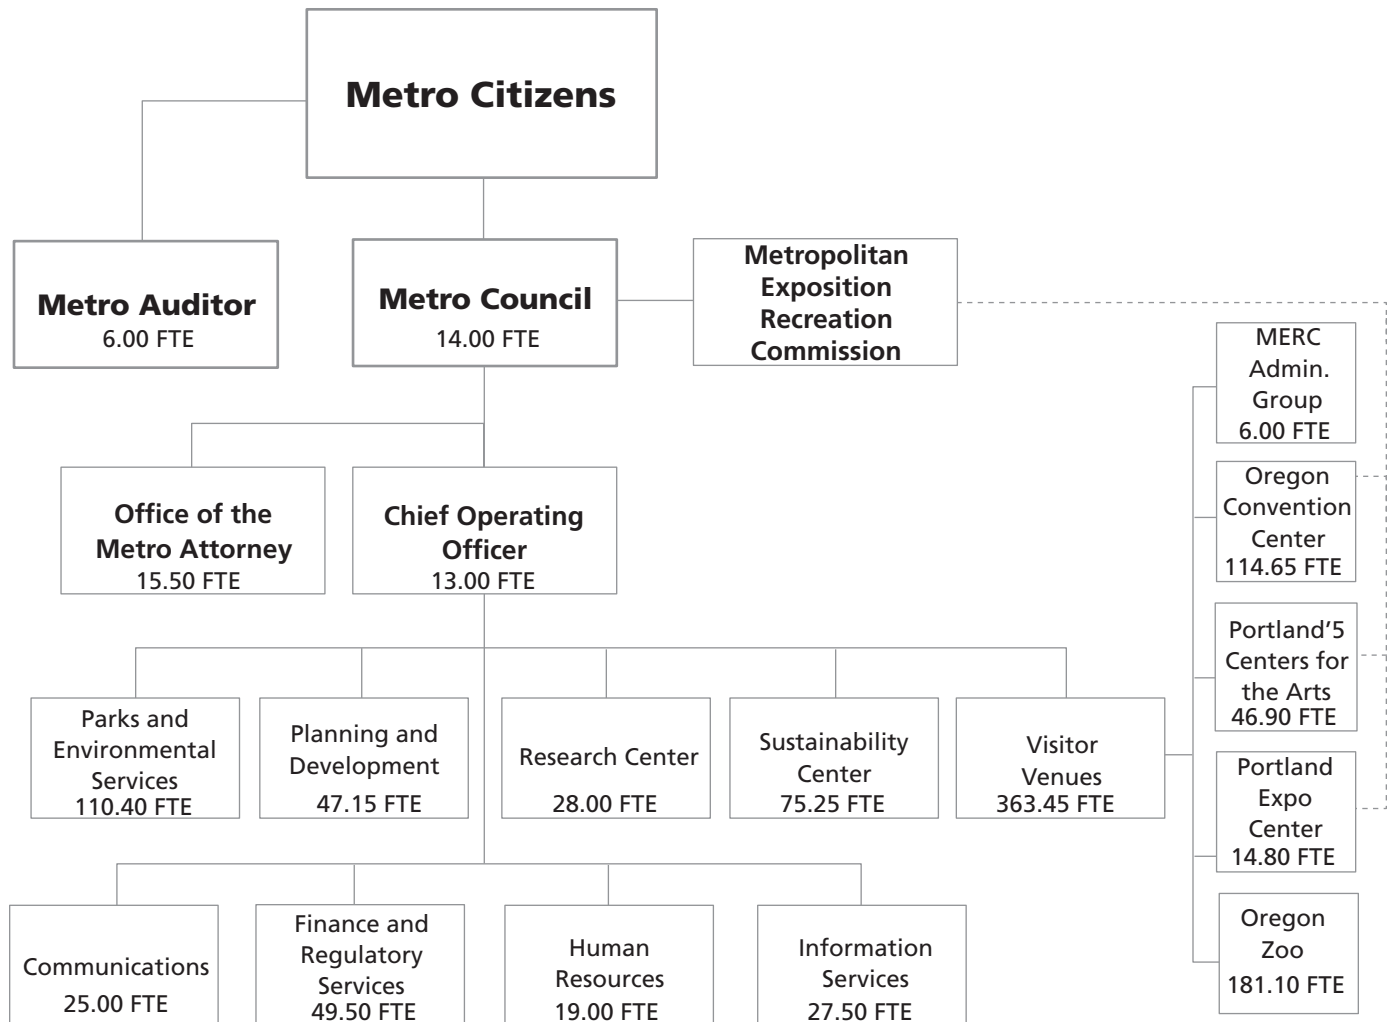 Metro Citizens
Metro Auditor
6.00 FTE
Metro Council
14.00 FTE
Metropolitan
Exposition
Recreation
Commission
Office of the
Metro Attorney
15.50 FTE
Chief Operating
Officer
13.00 FTE
Parks and
Environmental
Services
110.40 FTE
Planning and
Development
47.15 FTE
Research Center
28.00 FTE
Sustainability
Center
75.25 FTE
Visitor
Venues
363.45 FTE
MERC
Admin.
Group
6.00 FTE
Oregon
Convention
Center
114.65 FTE
Portland'5
Centers for
the Arts
46.90 FTE
Portland
Expo
Center
14.80 FTE
Oregon
Zoo
181.10 FTE
Communications
25.00 FTE
Finance and
Regulatory
Services
49.50 FTE
Human
Resources
19.00 FTE
Information
Services
27.50 FTE